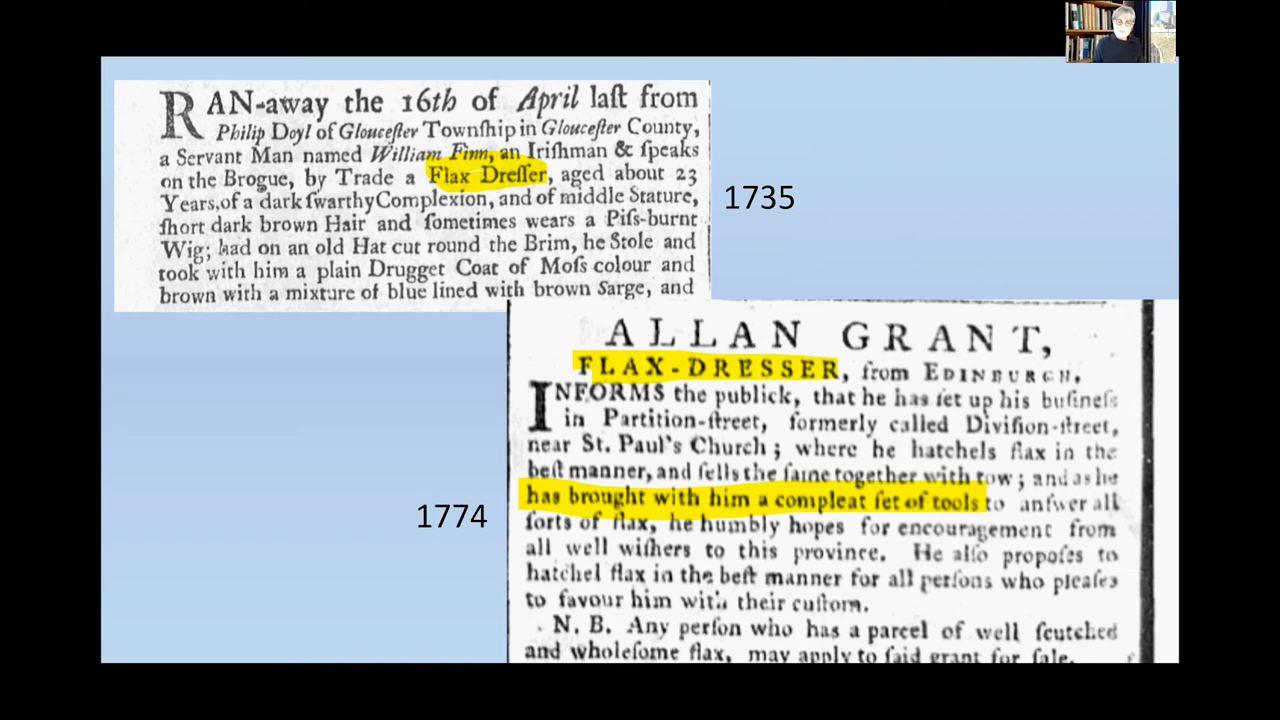 RAN-away the 16th of April laſt from
Philip Doyl of Glouceſter Townſhip in Glouceſter County,
a Servant Man named William Finn, an Iriſhman & ſpeaks
on the Brogue, by Trade a Flax Dreſſer, aged about 23
Years, of a dark ſwarthy Complexion, and of middle Stature,
ſhort dark brown Hair and ſometimes wears a Piſs-burnt
Wig; had on an old Hat cut round the Brim, he Stole and
took with him a plain Drugget Coat of Moſs colour and
brown with a mixture of blue lined with brown Sarge, and
1735
ALLAN GRANT,
FLAX-DRESSER, from EDINBURGH,
INFORMS the publick, that he has ſet up his buſineſs
in Partition-ſtreet, formerly called Diviſion-ſtreet,
near St. Paul's Church; where he hatchels flax in the
beſt manner, and ſells the ſame together with tow; and as he
has brought with him a compleat ſet of tools to anſwer all
ſorts of flax, he humbly hopes for encouragement from
all well wiſhers to this province. He alſo propoſes to
hatchel flax in the beſt manner for all perſons who pleaſes
to favour him with their cuſtom.
N. B. Any perſon who has a parcel of well ſcutched
and wholeſome flax, may apply to ſaid grant for ſale.
1774